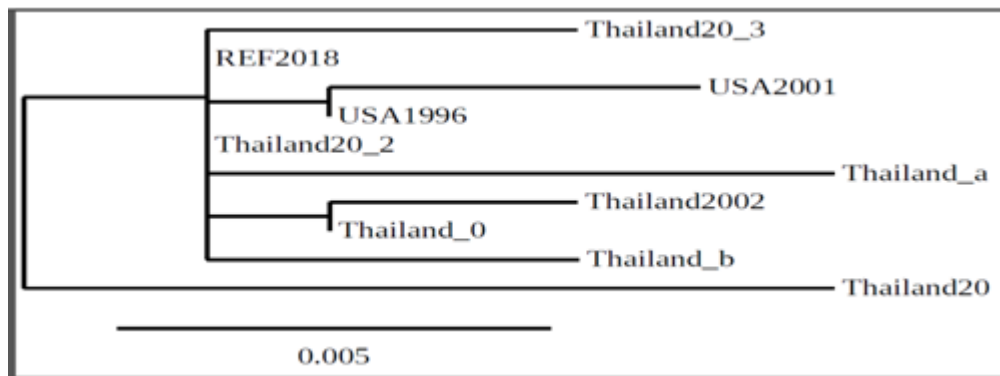 Thailand20_3
REF2018
USA2001
USA1996
Thailand20_2
Thailand_a
Thailand2002
Thailand_0
Thailand_b
Thailand20
0.005